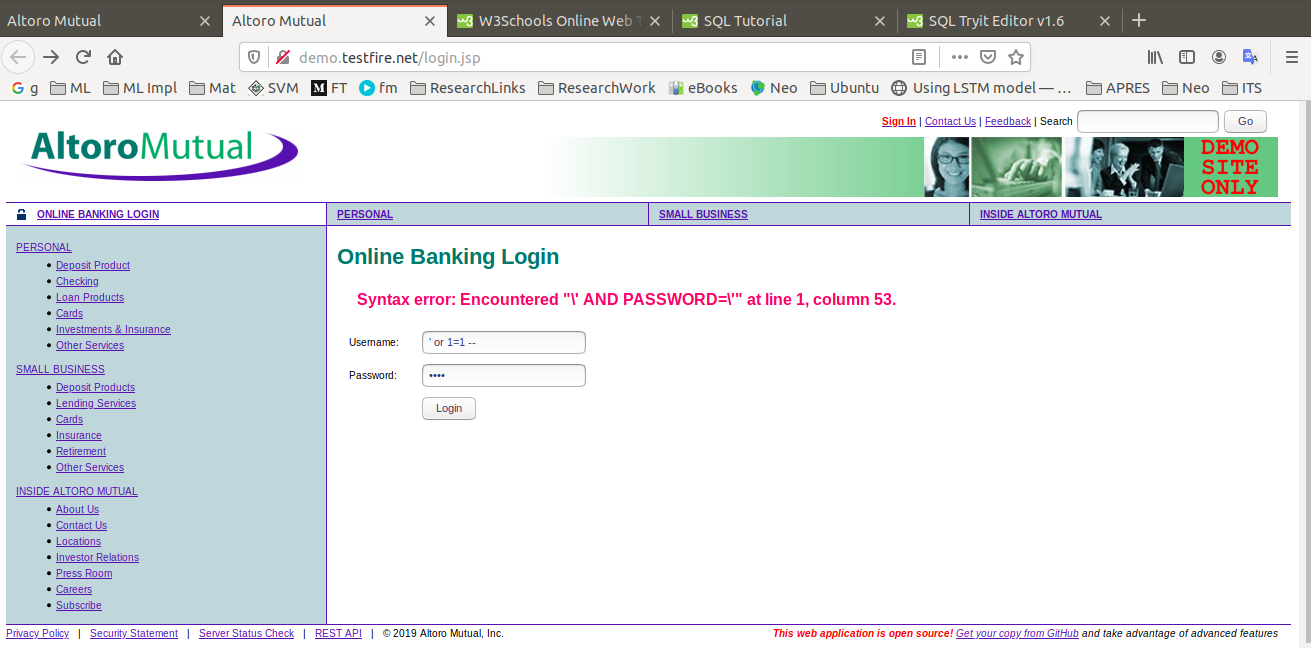 Altoro Mutual
Altoro Mutual
W3Schools Online Web T
SQL Tutorial
SQL Tryit Editor v1.6
demo.testfire.net/login.jsp
g ML ML Impl Mat SVM M FT fm ResearchLinks ResearchWork eBooks Neo Ubuntu Using LSTM model — ... APRES Neo ITS
Sign In | Contact Us | Feedback | Search Go
AltoroMutual
DEMO
SITE
ONLY
ONLINE BANKING LOGIN
PERSONAL
SMALL BUSINESS
INSIDE ALTORO MUTUAL
PERSONAL
Deposit Product
Checking
Loan Products
Cards
Investments & Insurance
Other Services
SMALL BUSINESS
Deposit Products
Lending Services
Cards
Insurance
Retirement
Other Services
INSIDE ALTORO MUTUAL
About Us
Contact Us
Locations
Investor Relations
Press Room
Careers
Subscribe
Online Banking Login
Syntax error: Encountered "\' AND PASSWORD=\'" at line 1, column 53.
Username: ' or 1=1 --
Password: ••••
Login
Privacy Policy | Security Statement | Server Status Check | REST API | © 2019 Altoro Mutual, Inc.
This web application is open source! Get your copy from GitHub and take advantage of advanced features